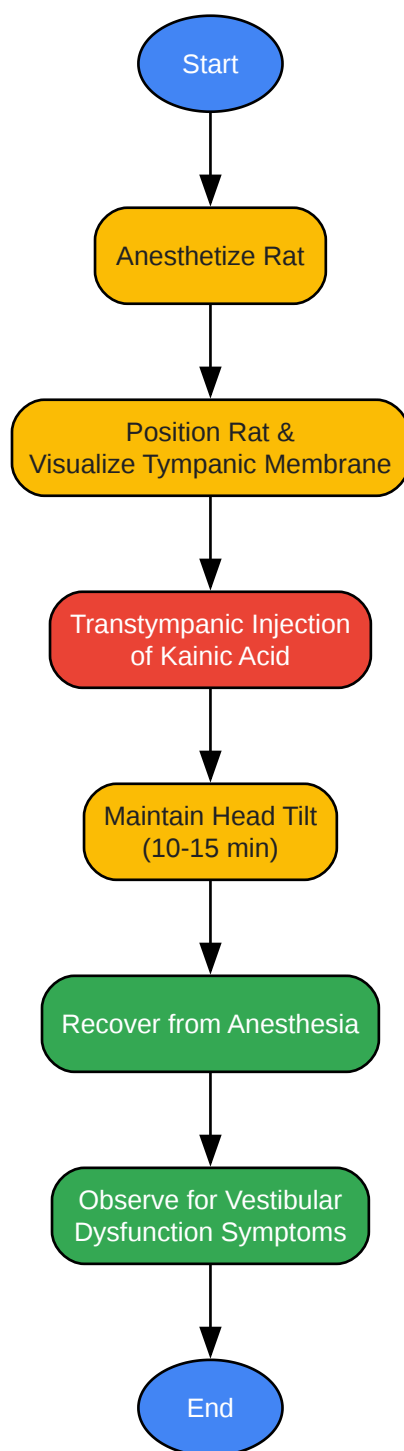 Start
Anesthetize Rat
Position Rat &
Visualize Tympanic Membrane
Transtympanic Injection
of Kainic Acid
Maintain Head Tilt
(10-15 min)
Recover from Anesthesia
Observe for Vestibular
Dysfunction Symptoms
End